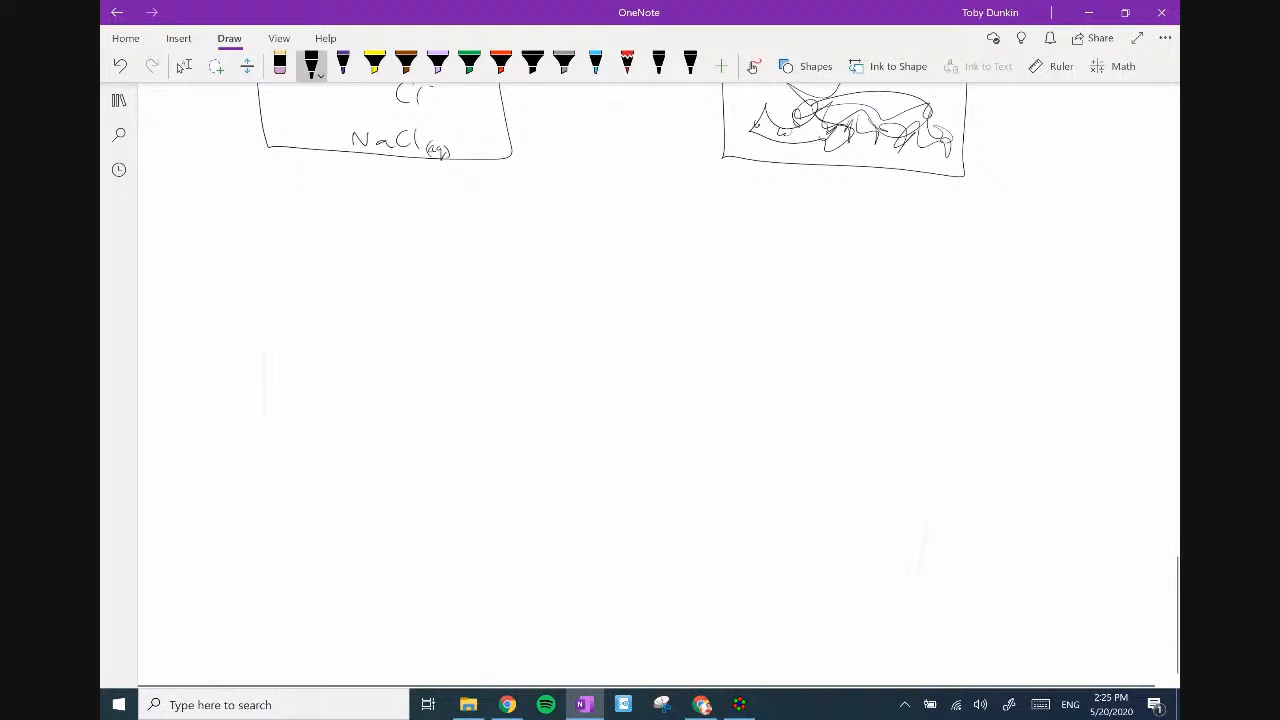 OneNote
Toby Dunkin
Home Insert Draw View Help
Share
Shapes Ink to Shape Ink to Text Ruler Math
Cl-
NaCl(aq)
Type here to search
ENG
2:25 PM
5/20/2020
1